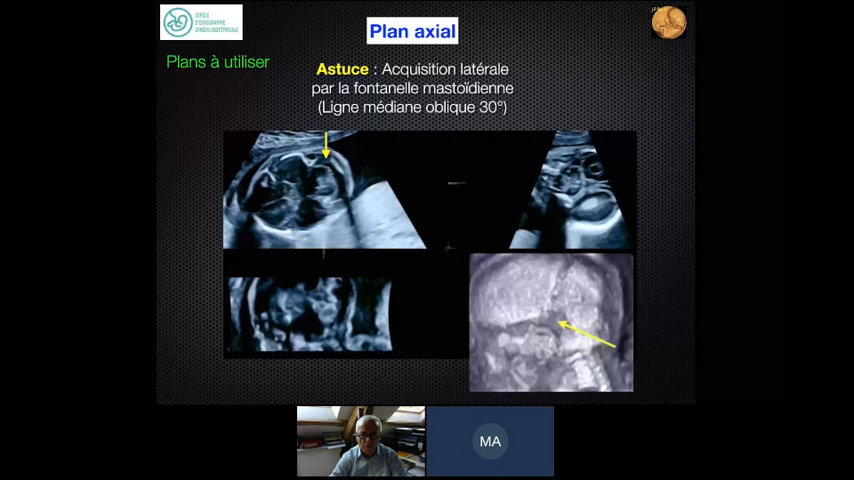 CERCLE
D'ÉCHOGRAPHIE
GYNÉCO-OBSTÉTRICALE
Plan axial
Plans à utiliser
Astuce : Acquisition latérale
par la fontanelle mastoïdienne
(Ligne médiane oblique 30°)
MA